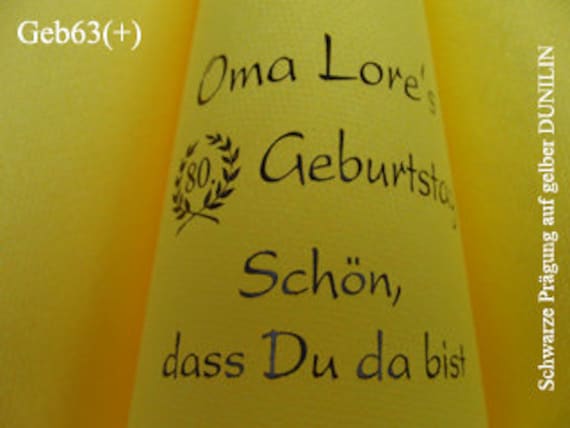 Geb63(+)
Oma Lore's
80. Geburtstag
Schön,
dass Du da bist
Schwarze Prägung auf gelber DUNILIN